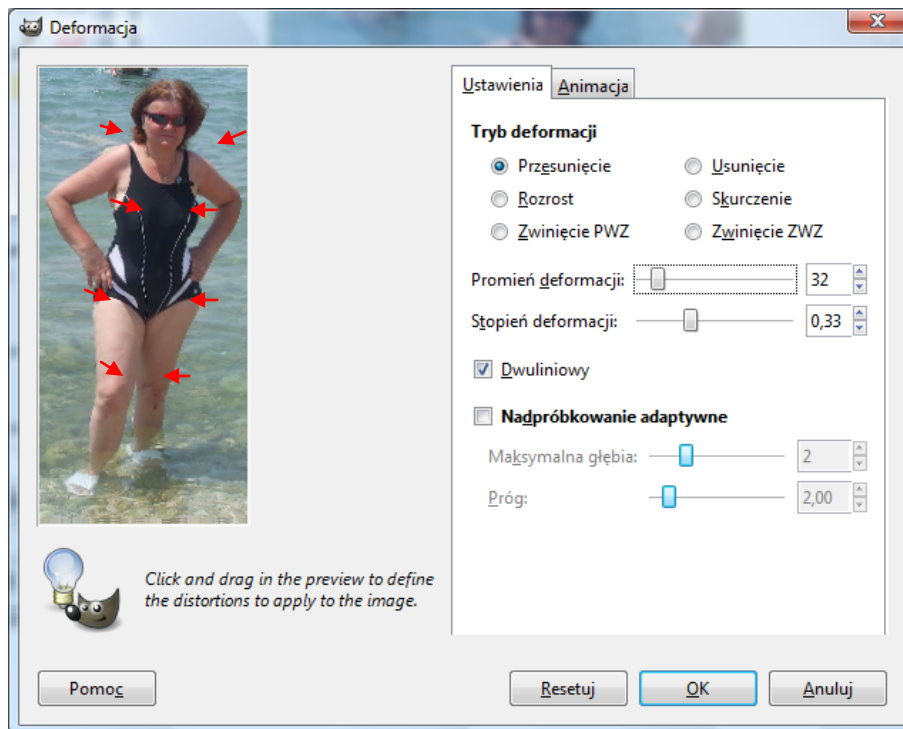 Deformacja
Ustawienia
Animacja
Tryb deformacji
Przesunięcie
Usunięcie
Rozrost
Skurczenie
Zwinięcie PWZ
Zwinięcie ZWZ
Promień deformacji:
32
Stopień deformacji:
0,33
Dwuliniowy
Nadpróbkowanie adaptywne
Maksymalna głębia:
2
Próg:
2,00
Click and drag in the preview to define
the distortions to apply to the image.
Pomoc
Resetuj
OK
Anuluj